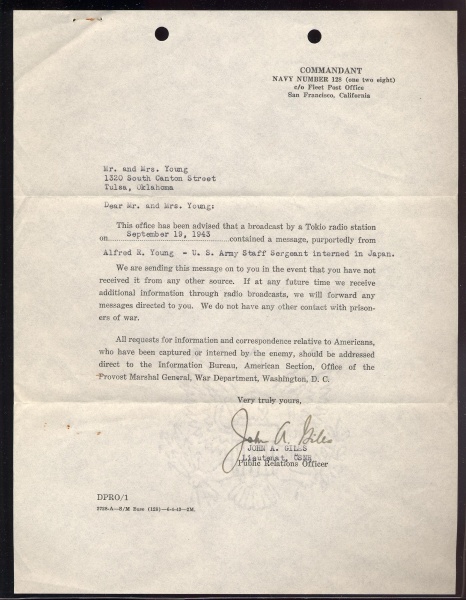 COMMANDANT
NAVY NUMBER 128 (one two eight)
c/o Fleet Post Office
San Francisco, California
Mr. and Mrs. Young
1320 South Canton Street
Tulsa, Oklahoma
Dear Mr. and Mrs. Young:
This office has been advised that a broadcast by a Tokio radio station
on September 19, 1943 contained a message, purportedly from
Alfred R. Young - U. S. Army Staff Sergeant interned in Japan.
We are sending this message on to you in the event that you have not
received it from any other source. If at any future time we receive
additional information through radio broadcasts, we will forward any
messages directed to you. We do not have any other contact with prison-
ers of war.
All requests for information and correspondence relative to Americans,
who have been captured or interned by the enemy, should be addressed
direct to the Information Bureau, American Section, Office of the
Provost Marshal General, War Department, Washington, D. C.
Very truly yours,
John A. Giles
JOHN A. GILES
Lieutenat, USNR
Public Relations Officer
DPRO/1